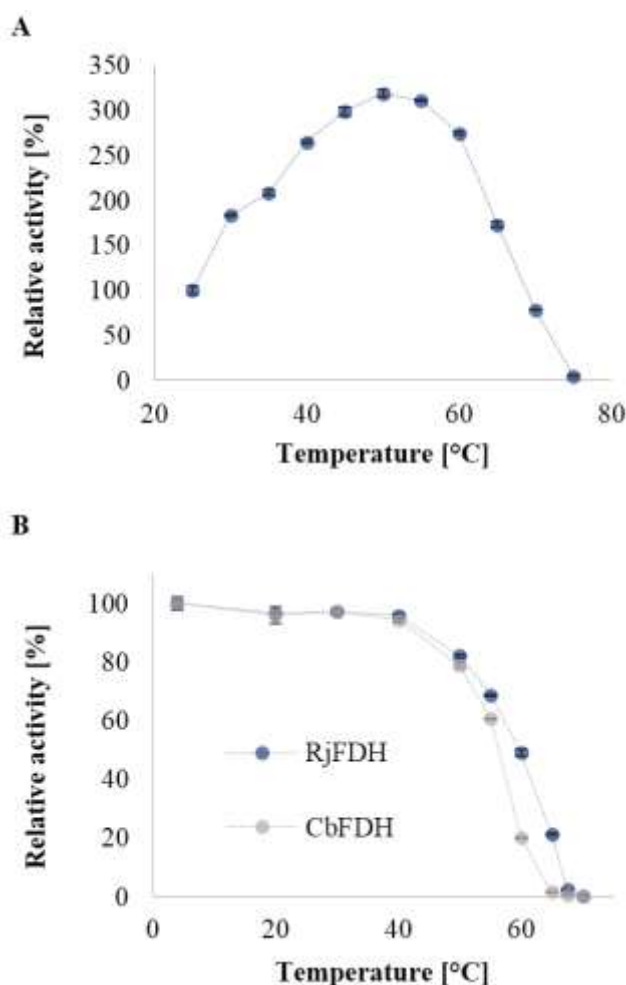 A
350
300
250
200
150
100
50
0
Relative activity [%]
20 40 60 80
Temperature [°C]
B
100
80
60
40
20
0
Relative activity [%]
RjFDH
CbFDH
0 20 40 60
Temperature [°C]